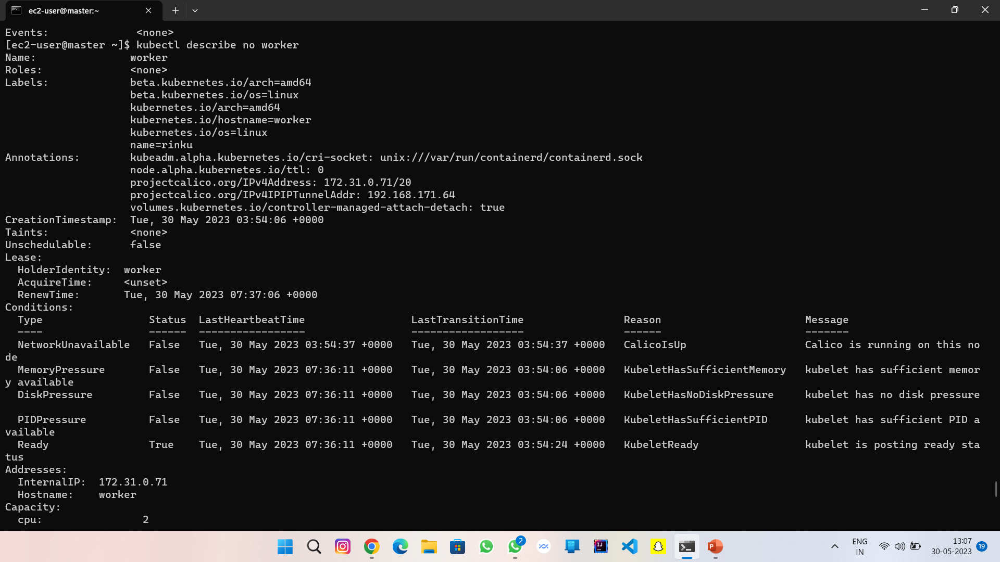 ec2-user@master:~
Events:              <none>
[ec2-user@master ~]$ kubectl describe no worker
Name:               worker
Roles:              <none>
Labels:             beta.kubernetes.io/arch=amd64
                    beta.kubernetes.io/os=linux
                    kubernetes.io/arch=amd64
                    kubernetes.io/hostname=worker
                    kubernetes.io/os=linux
                    name=rinku
Annotations:        kubeadm.alpha.kubernetes.io/cri-socket: unix:///var/run/containerd/containerd.sock
                    node.alpha.kubernetes.io/ttl: 0
                    projectcalico.org/IPv4Address: 172.31.0.71/20
                    projectcalico.org/IPv4IPIPTunnelAddr: 192.168.171.64
                    volumes.kubernetes.io/controller-managed-attach-detach: true
CreationTimestamp:  Tue, 30 May 2023 03:54:06 +0000
Taints:             <none>
Unschedulable:      false
Lease:
  HolderIdentity:  worker
  AcquireTime:     <unset>
  RenewTime:       Tue, 30 May 2023 07:37:06 +0000
Conditions:
  Type                 Status  LastHeartbeatTime                 LastTransitionTime                Reason                       Message
  ----                 ------  -----------------                 ------------------                ------                       -------
  NetworkUnavailable   False   Tue, 30 May 2023 03:54:37 +0000   Tue, 30 May 2023 03:54:37 +0000   CalicoIsUp                   Calico is running on this no
de
  MemoryPressure       False   Tue, 30 May 2023 07:36:11 +0000   Tue, 30 May 2023 03:54:06 +0000   KubeletHasSufficientMemory   kubelet has sufficient memor
y available
  DiskPressure         False   Tue, 30 May 2023 07:36:11 +0000   Tue, 30 May 2023 03:54:06 +0000   KubeletHasNoDiskPressure     kubelet has no disk pressure
  PIDPressure          False   Tue, 30 May 2023 07:36:11 +0000   Tue, 30 May 2023 03:54:06 +0000   KubeletHasSufficientPID      kubelet has sufficient PID a
vailable
  Ready                True    Tue, 30 May 2023 07:36:11 +0000   Tue, 30 May 2023 03:54:24 +0000   KubeletReady                 kubelet is posting ready sta
tus
Addresses:
  InternalIP:  172.31.0.71
  Hostname:    worker
Capacity:
  cpu:                2
2
IJ
P
ENG
IN
13:07
30-05-2023
19